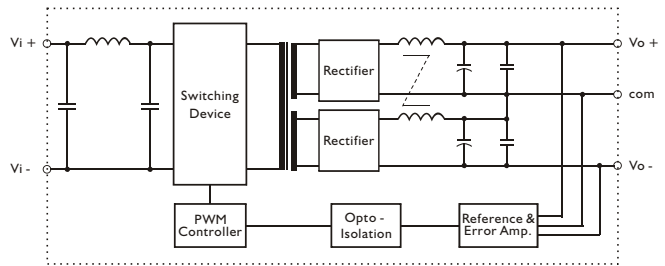 Vi +
Vo +
Rectifier
Switching
Device
com
Rectifier
Vi -
Vo -
PWM
Controller
Opto -
Isolation
Reference &
Error Amp.